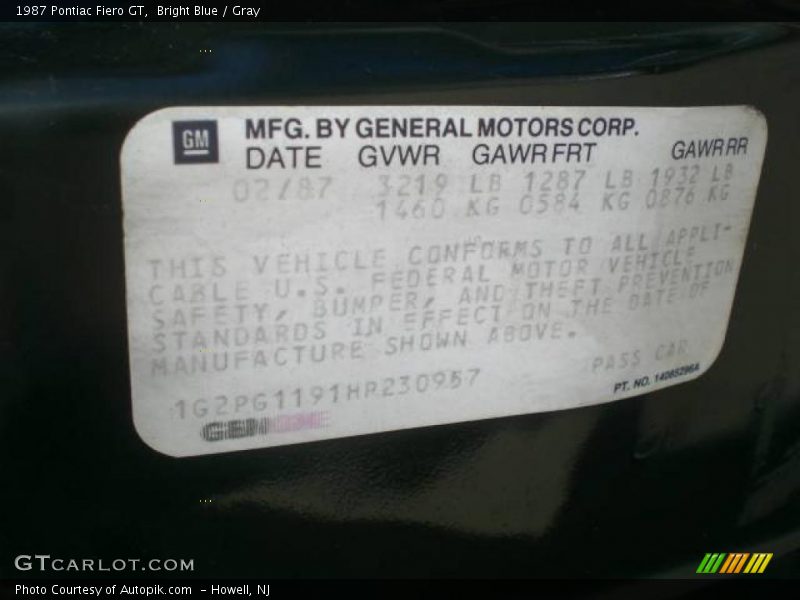 1987 Pontiac Fiero GT,  Bright Blue / Gray
GM MFG. BY GENERAL MOTORS CORP.
DATE GVWR GAWR FRT GAWR RR
02/87 3219 LB 1287 LB 1932 LB
1460 KG 0584 KG 0876 KG
THIS VEHICLE CONFORMS TO ALL APPLI-
CABLE U.S. FEDERAL MOTOR VEHICLE
SAFETY, BUMPER, AND THEFT PREVENTION
STANDARDS IN EFFECT ON THE DATE OF
MANUFACTURE SHOWN ABOVE.
PASS CAR
1G2PG1191HP230957
PT. NO. 14085296A
GTCARLOT.COM
Photo Courtesy of Autopik.com  - Howell, NJ